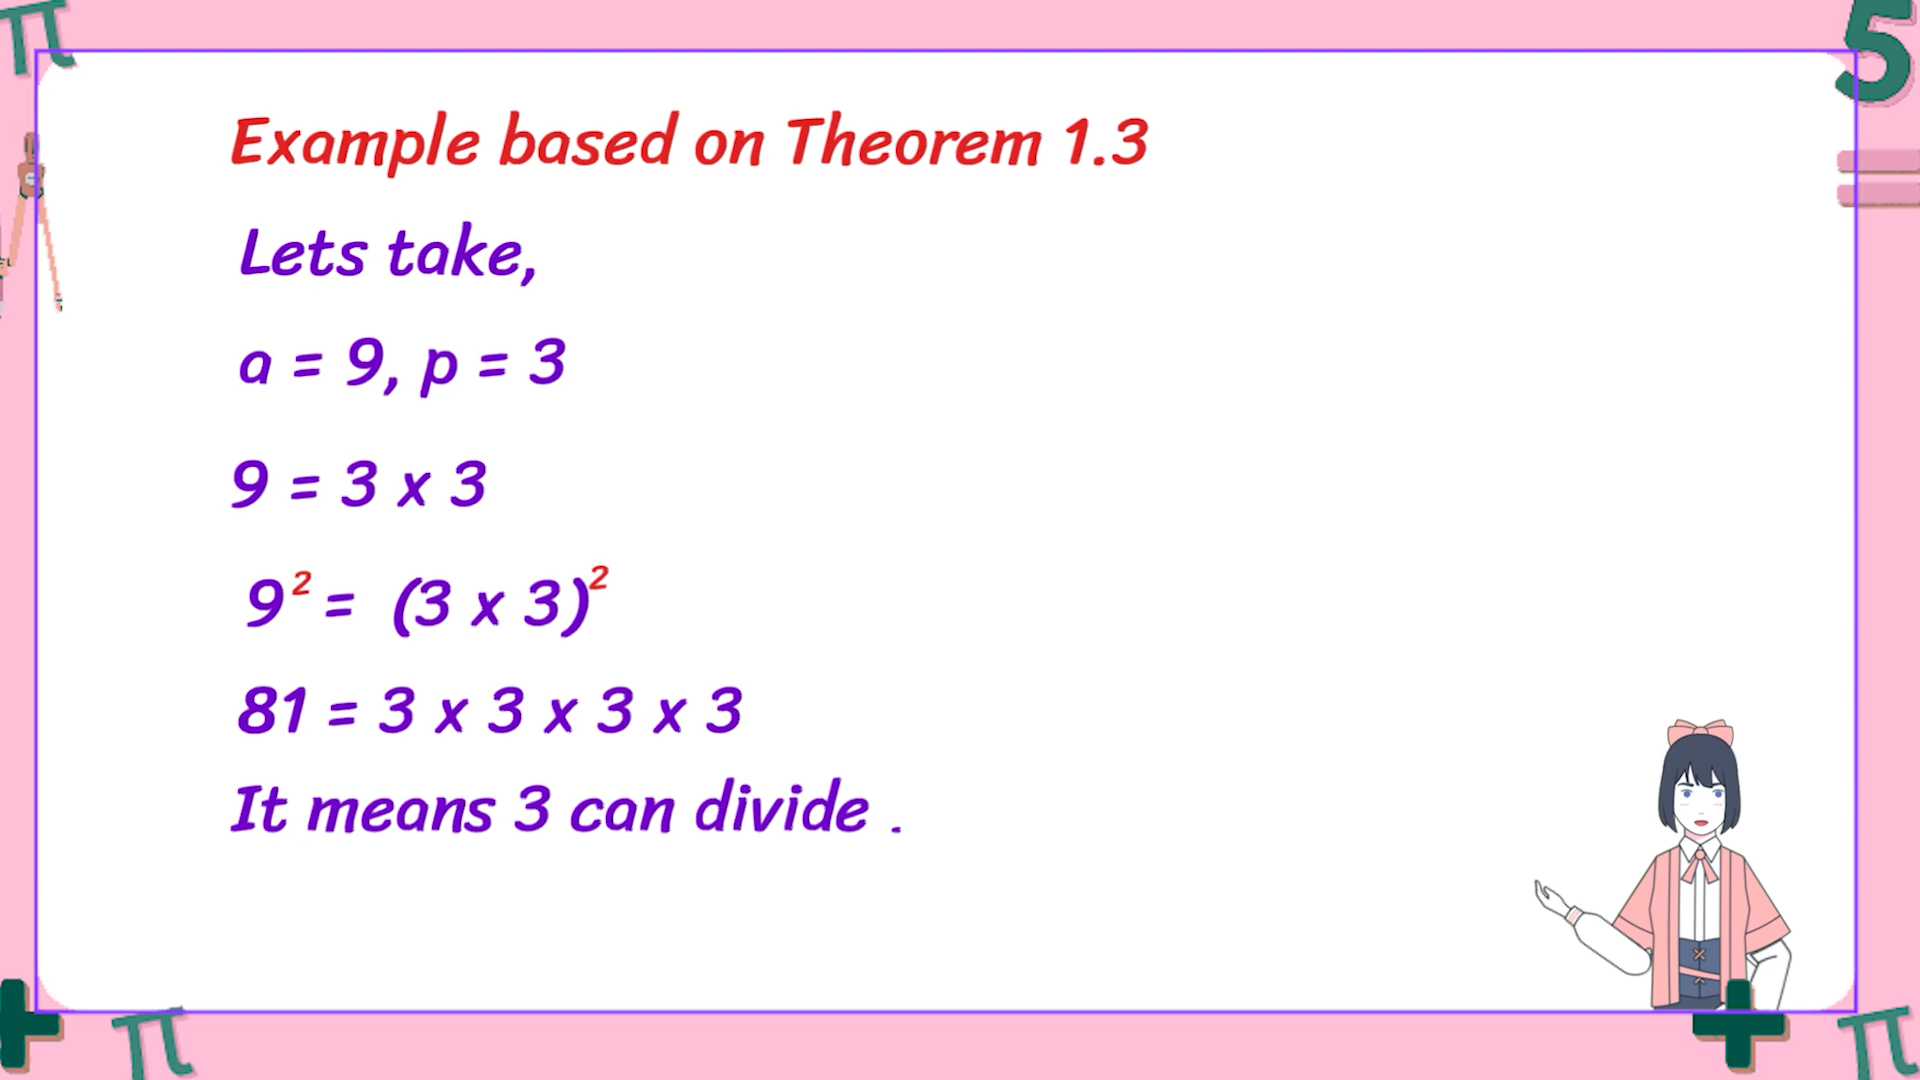 Example based on Theorem 1.3
Lets take,
a = 9, p = 3
9 = 3 x 3
9² = (3 x 3)²
81 = 3 x 3 x 3 x 3
It means 3 can divide .
π
5
=
+
π
+
π